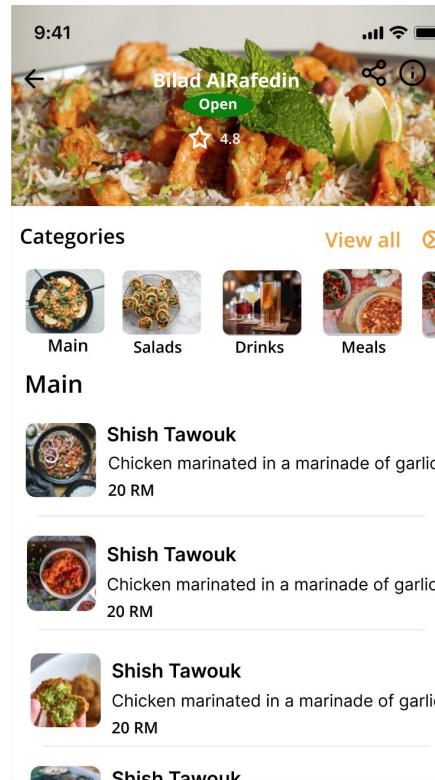 9:41
Bilad AlRafedin
Open
4.8
Categories
View all
Main
Salads
Drinks
Meals
Main
Shish Tawouk
Chicken marinated in a marinade of garlic
20 RM
Shish Tawouk
Chicken marinated in a marinade of garlic
20 RM
Shish Tawouk
Chicken marinated in a marinade of garlic
20 RM
Shish Tawouk